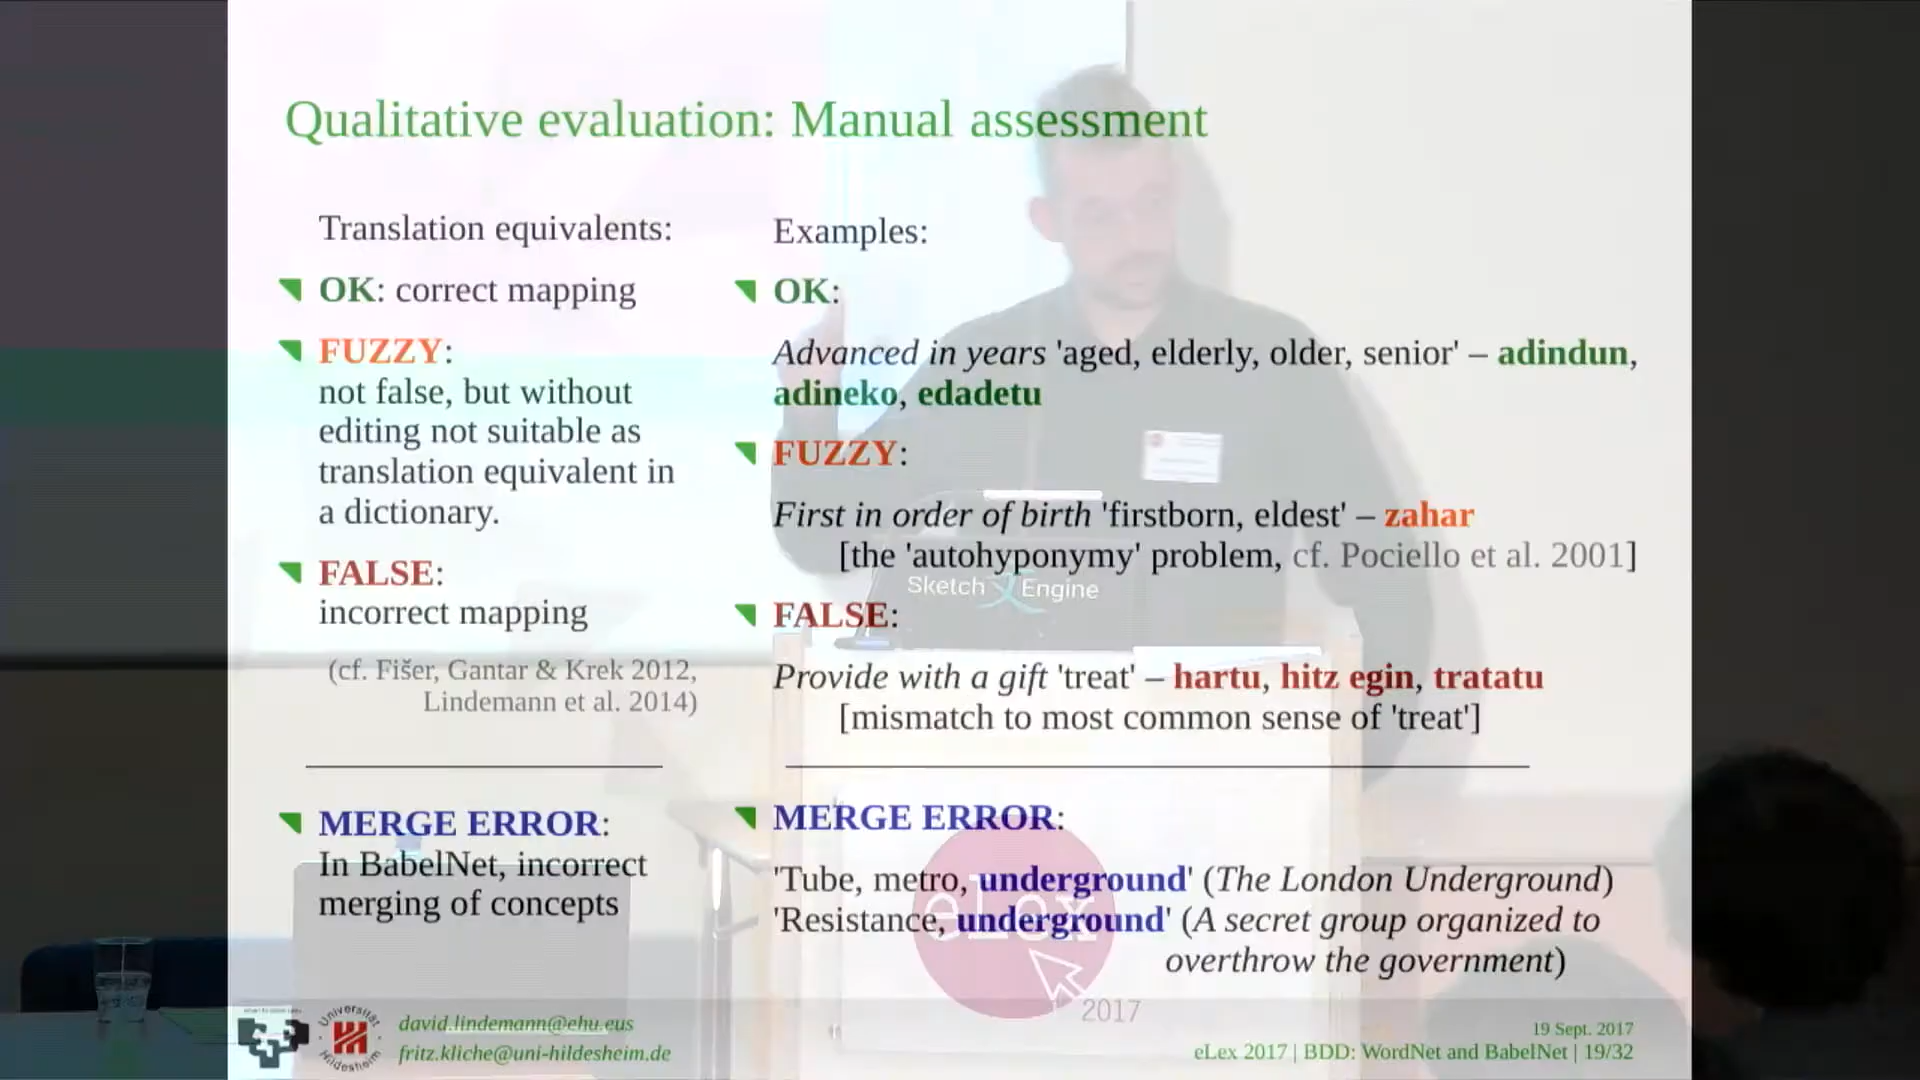 Qualitative evaluation: Manual assessment
Translation equivalents:
OK: correct mapping
FUZZY:
not false, but without
editing not suitable as
translation equivalent in
a dictionary.
FALSE:
incorrect mapping
(cf. Fišer, Gantar & Krek 2012,
Lindemann et al. 2014)
MERGE ERROR:
In BabelNet, incorrect
merging of concepts
Examples:
OK:
Advanced in years 'aged, elderly, older, senior' – adindun,
adineko, edadetu
FUZZY:
First in order of birth 'firstborn, eldest' – zahar
[the 'autohyponymy' problem, cf. Pociello et al. 2001]
Sketch Engine
FALSE:
Provide with a gift 'treat' – hartu, hitz egin, tratatu
[mismatch to most common sense of 'treat']
MERGE ERROR:
'Tube, metro, underground' (The London Underground)
'Resistance, underground' (A secret group organized to
overthrow the government)
eLex
2017
Universität
Hildesheim
david.lindemann@ehu.eus
fritz.kliche@uni-hildesheim.de
19 Sept. 2017
eLex 2017 | BDD: WordNet and BabelNet | 19/32